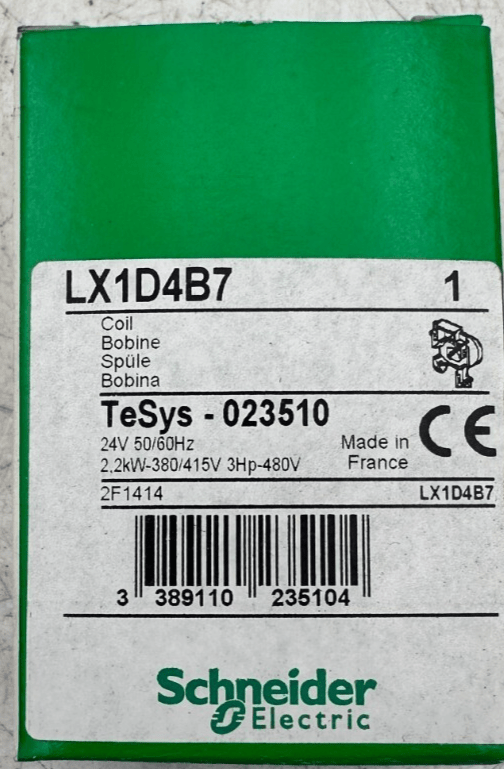 LX1D4B7 1
Coil
Bobine
Spüle
Bobina
TeSys - 023510
24V 50/60Hz
2,2kW-380/415V 3Hp-480V
Made in
France
CE
2F1414 LX1D4B7
3 389110 235104
Schneider
Electric